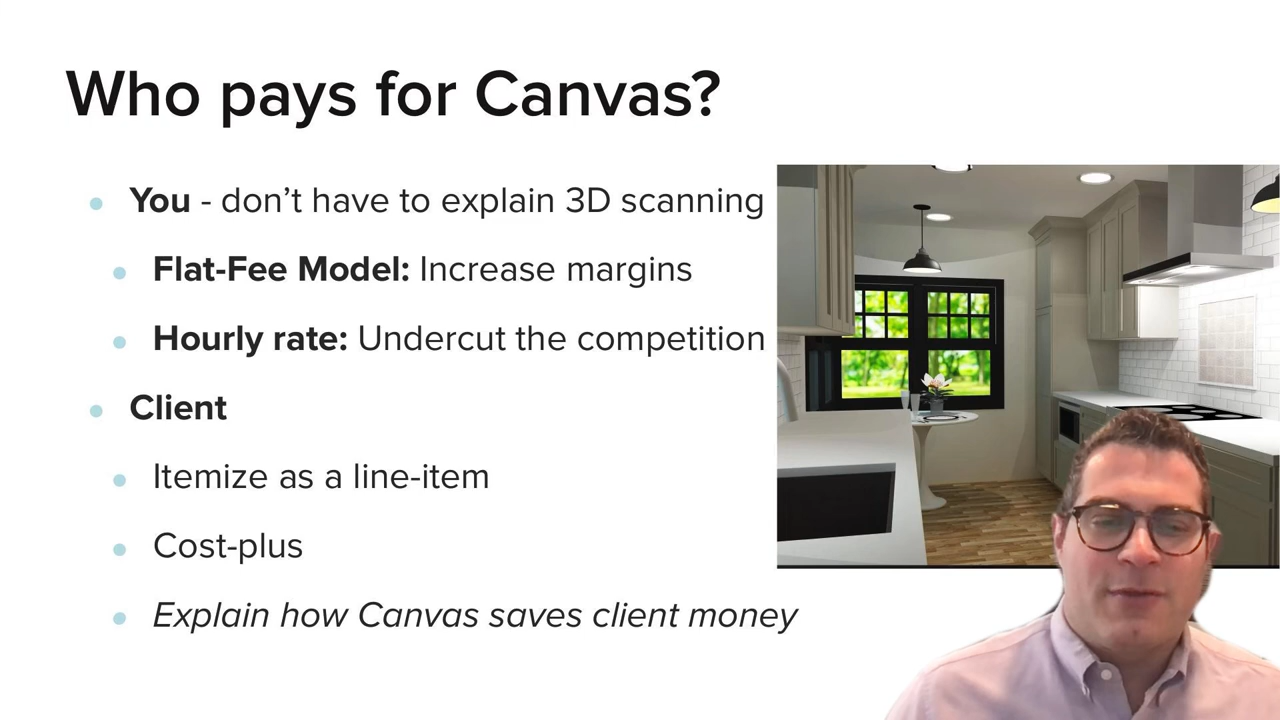 Who pays for Canvas?
You - don’t have to explain 3D scanning
Flat-Fee Model: Increase margins
Hourly rate: Undercut the competition
Client
Itemize as a line-item
Cost-plus
Explain how Canvas saves client money